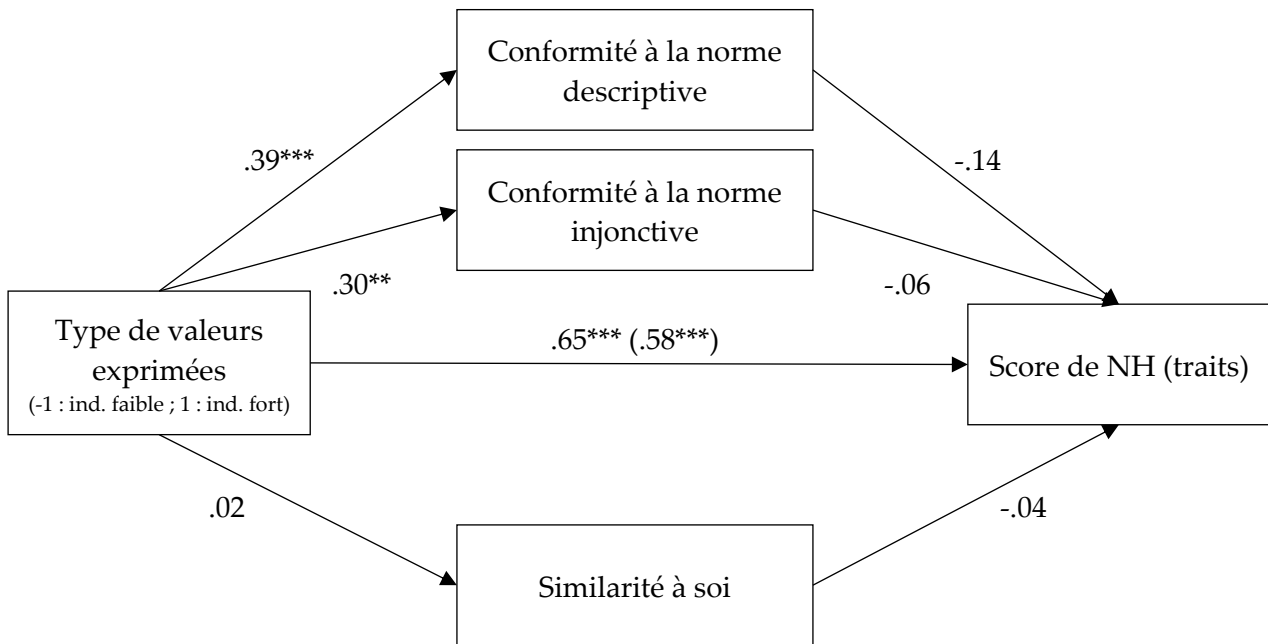 Conformité à la norme
descriptive
.39***
-.14
Conformité à la norme
injonctive
.30**
-.06
Type de valeurs
exprimées
(-1 : ind. faible ; 1 : ind. fort)
.65*** (.58***)
Score de NH (traits)
.02
-.04
Similarité à soi